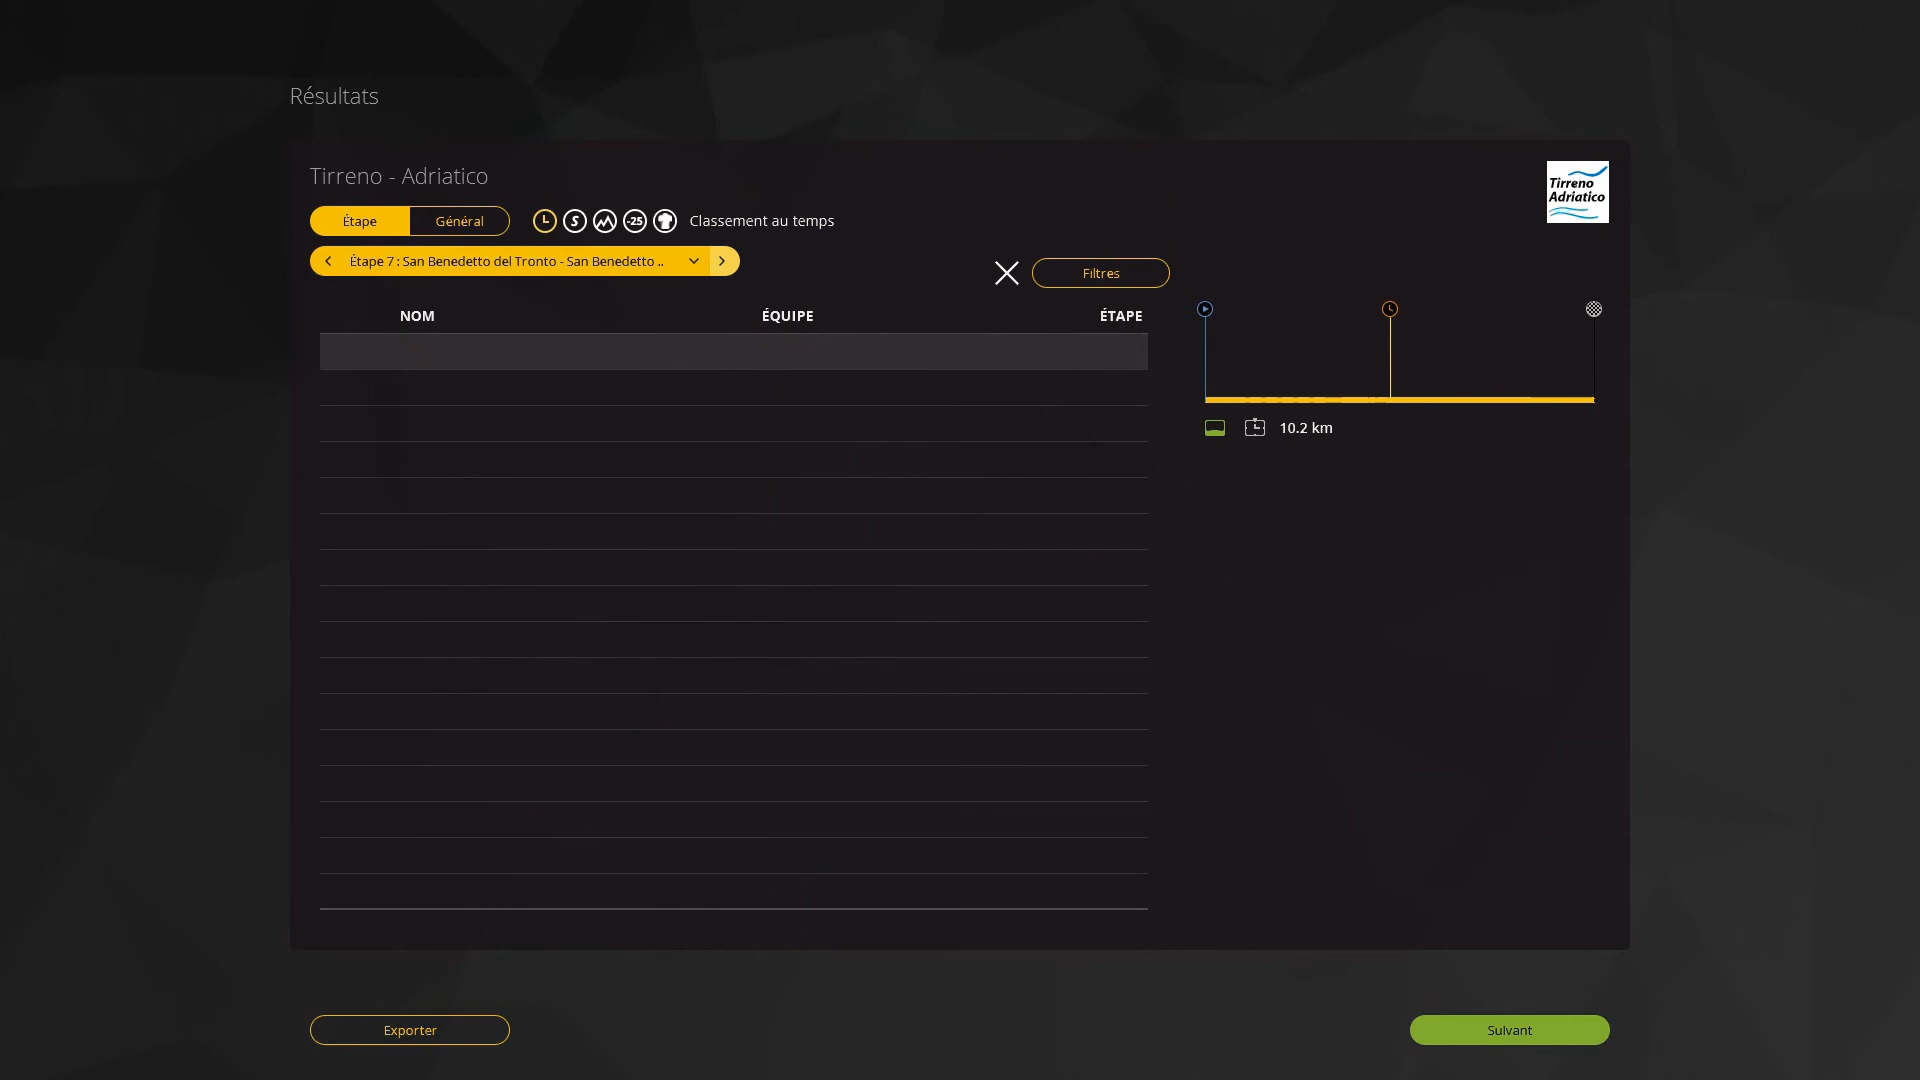 Résultats
Tirreno - Adriatico
Tirreno
Adriatico
Étape
Général
S
-25
Classement au temps
Étape 7 : San Benedetto del Tronto - San Benedetto ..
Filtres
NOM
ÉQUIPE
ÉTAPE
10.2 km
Exporter
Suivant